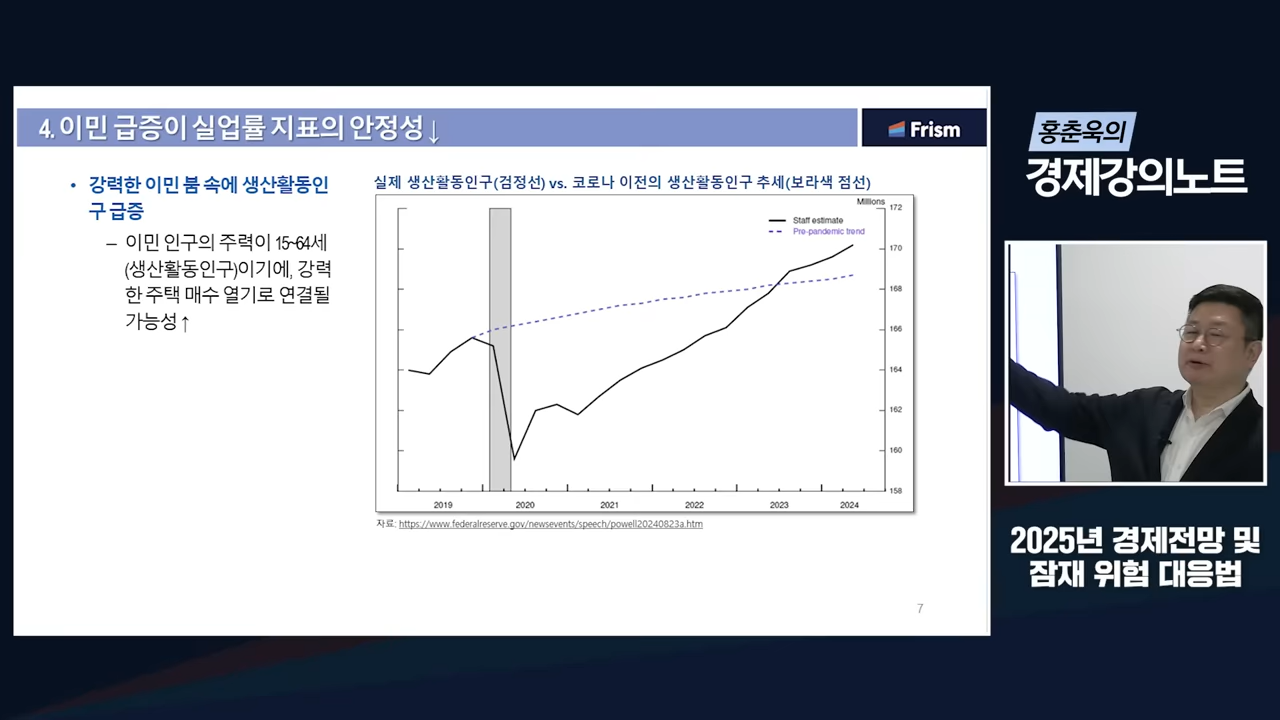 4. 이민 급증이 실업률 지표의 안정성↓
Frism
• 강력한 이민 붐 속에 생산활동인
구 급증
– 이민 인구의 주력이 15~64세
(생산활동인구)이기에, 강력
한 주택 매수 열기로 연결될
가능성↑
실제 생산활동인구(검정선) vs. 코로나 이전의 생산활동인구 추세(보라색 점선)
Millions
Staff estimate
Pre-pandemic trend
172
170
168
166
164
162
160
158
2019 2020 2021 2022 2023 2024
자료: https://www.federalreserve.gov/newsevents/speech/powell20240823a.htm
7
홍춘욱의
경제강의노트
2025년 경제전망 및
잠재 위험 대응법